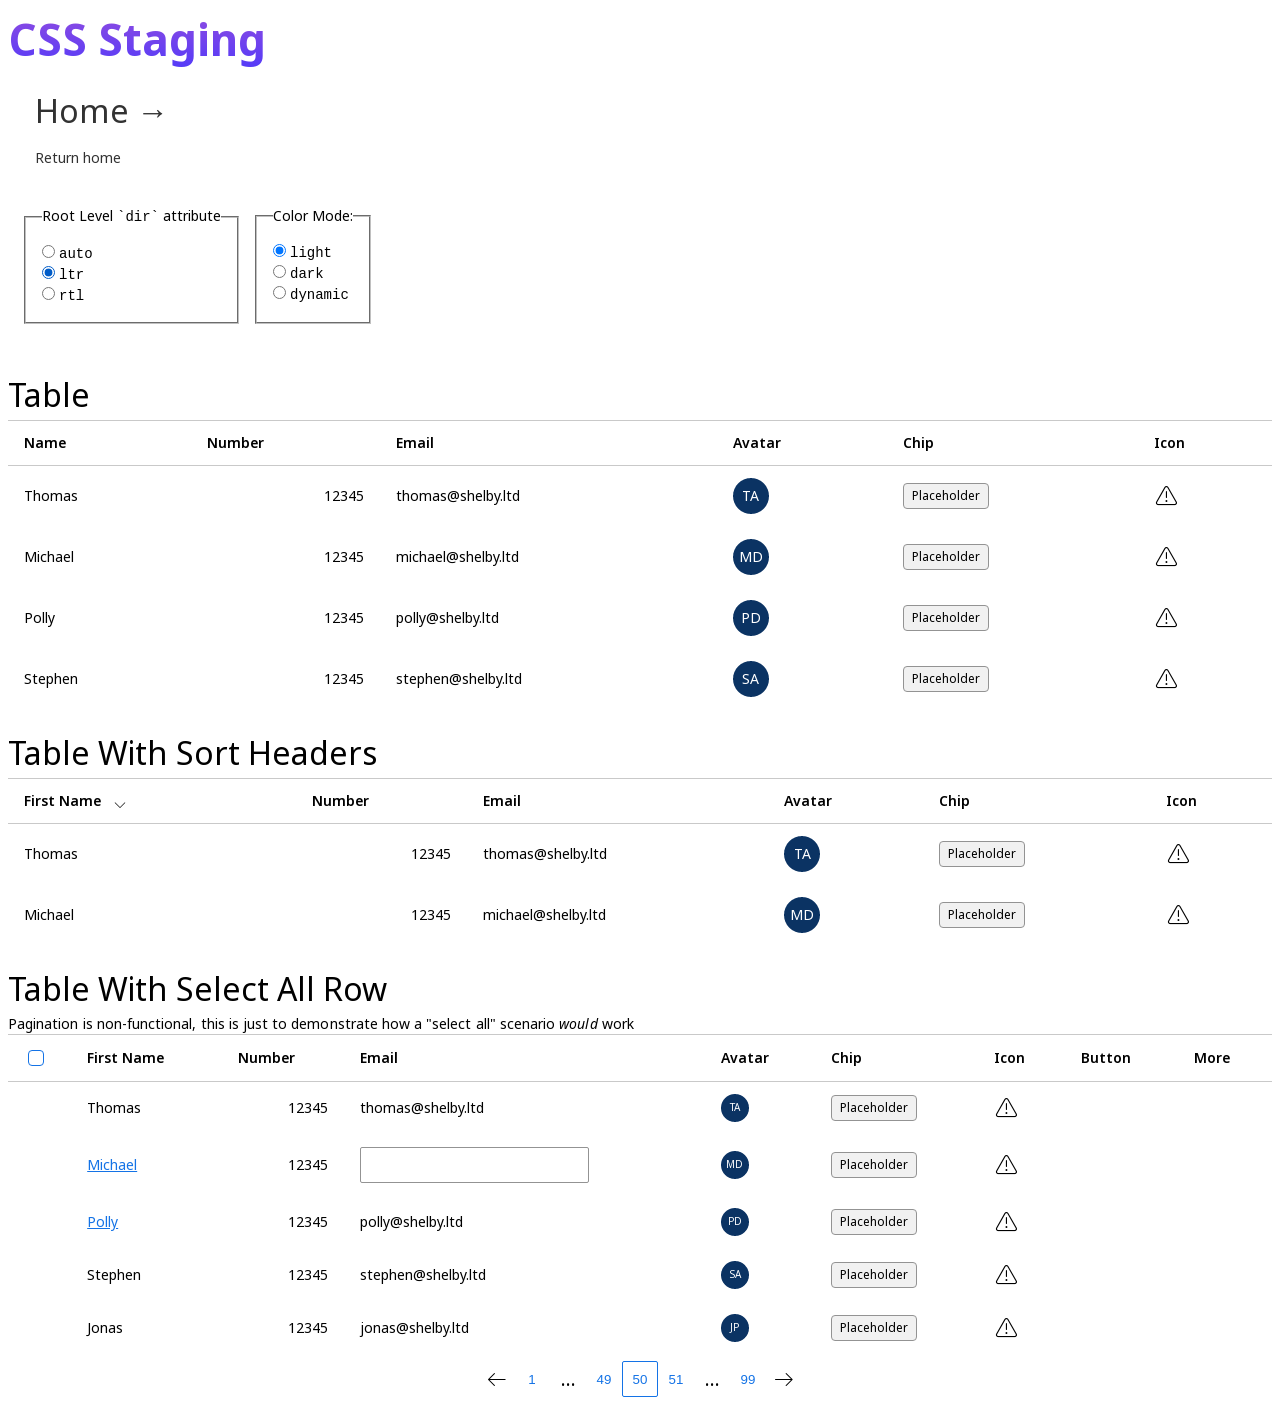 CSS Staging
Home →
Return home
Root Level `dir` attribute
auto
ltr
rtl
Color Mode:
light
dark
dynamic
Table
Name Number Email Avatar Chip Icon
Thomas 12345 thomas@shelby.ltd TA Placeholder
Michael 12345 michael@shelby.ltd MD Placeholder
Polly 12345 polly@shelby.ltd PD Placeholder
Stephen 12345 stephen@shelby.ltd SA Placeholder
Table With Sort Headers
First Name Number Email Avatar Chip Icon
Thomas 12345 thomas@shelby.ltd TA Placeholder
Michael 12345 michael@shelby.ltd MD Placeholder
Table With Select All Row
Pagination is non-functional, this is just to demonstrate how a "select all" scenario would work
First Name Number Email Avatar Chip Icon Button More
Thomas 12345 thomas@shelby.ltd TA Placeholder
Michael 12345 MD Placeholder
Polly 12345 polly@shelby.ltd PD Placeholder
Stephen 12345 stephen@shelby.ltd SA Placeholder
Jonas 12345 jonas@shelby.ltd JP Placeholder
1 ... 49 50 51 ... 99